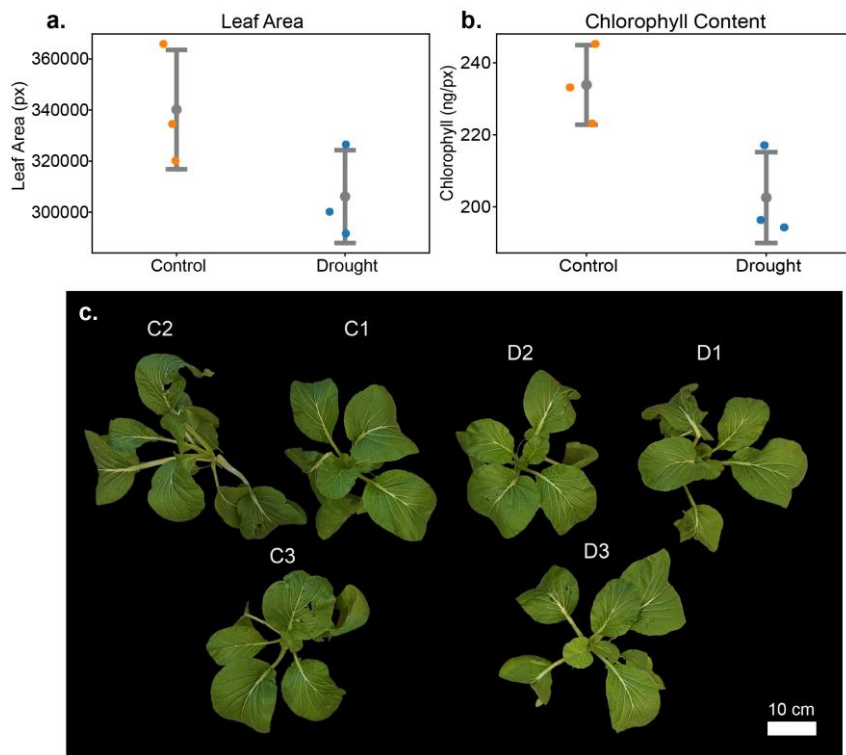 a.
Leaf Area
Leaf Area (px)
360000
340000
320000
300000
Control
Drought
b.
Chlorophyll Content
Chlorophyll (ng/px)
240
220
200
Control
Drought
c.
C2
C1
D2
D1
C3
D3
10 cm